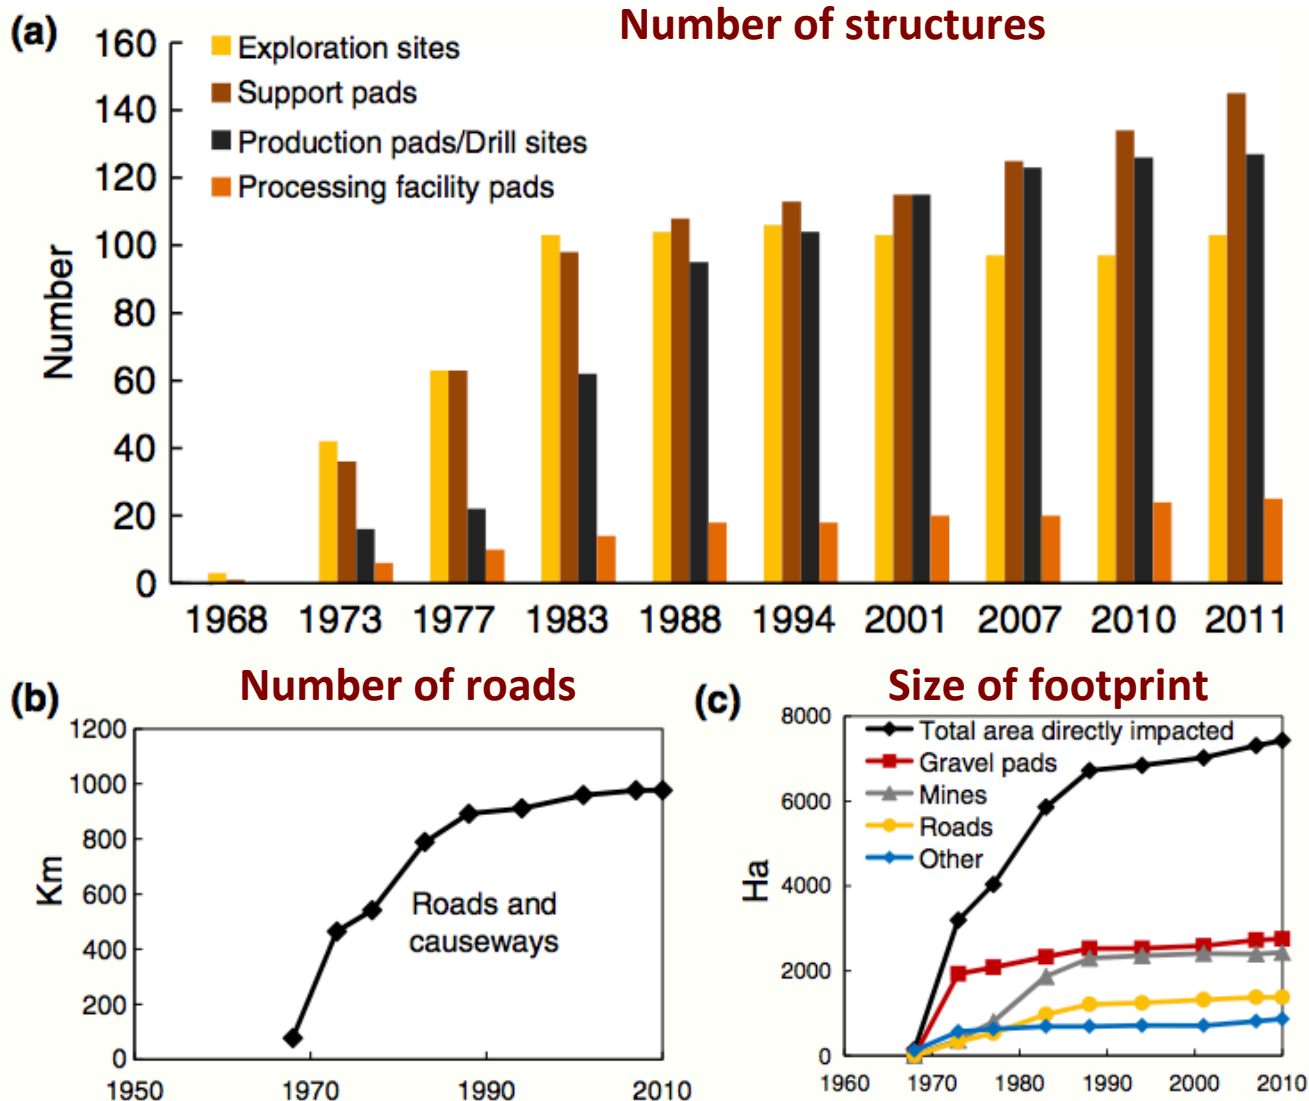 (a)
Number of structures
160
140
120
100
80
60
40
20
0
Number
Exploration sites
Support pads
Production pads/Drill sites
Processing facility pads
1968 1973 1977 1983 1988 1994 2001 2007 2010 2011
(b)
Number of roads
1200
1000
800
600
400
200
0
Km
Roads and
causeways
1950 1970 1990 2010
(c)
Size of footprint
8000
6000
4000
2000
0
Ha
Total area directly impacted
Gravel pads
Mines
Roads
Other
1960 1970 1980 1990 2000 2010